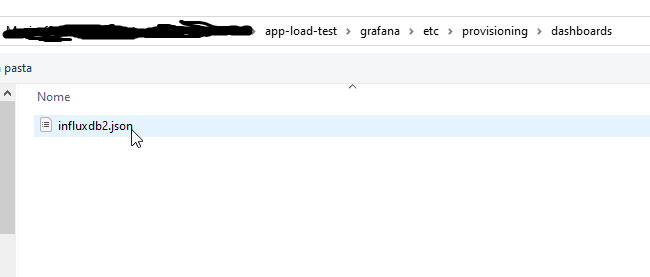 app-load-test > grafana > etc > provisioning > dashboards
pasta
Nome
influxdb2.json